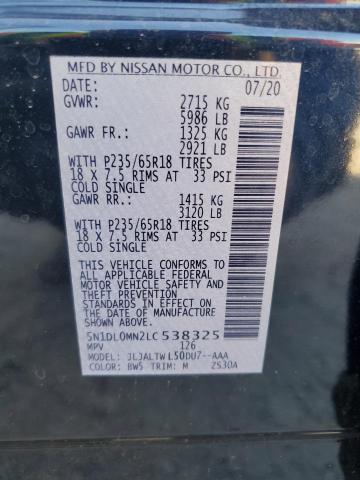 MFD BY NISSAN MOTOR CO., LTD.
DATE: 07/20
GVWR: 2715 KG
5986 LB
GAWR FR: 1325 KG
2921 LB
WITH P235/65R18 TIRES
18 X 7.5 RIMS AT 33 PSI
COLD SINGLE
GAWR RR: 1415 KG
3120 LB
WITH P235/65R18 TIRES
18 X 7.5 RIMS AT 33 PSI
COLD SINGLE
THIS VEHICLE CONFORMS TO
ALL APPLICABLE FEDERAL
MOTOR VEHICLE SAFETY AND
STANDARDS IN EFFECT ON
THE DATE OF MANUFACTURE
SHOWN ABOVE.
5N1DL0MN2LC538325
MPV 126
MODEL: JLJALTW L50DU7--AAA
COLOR: BW5 TRIM: M ZS30A